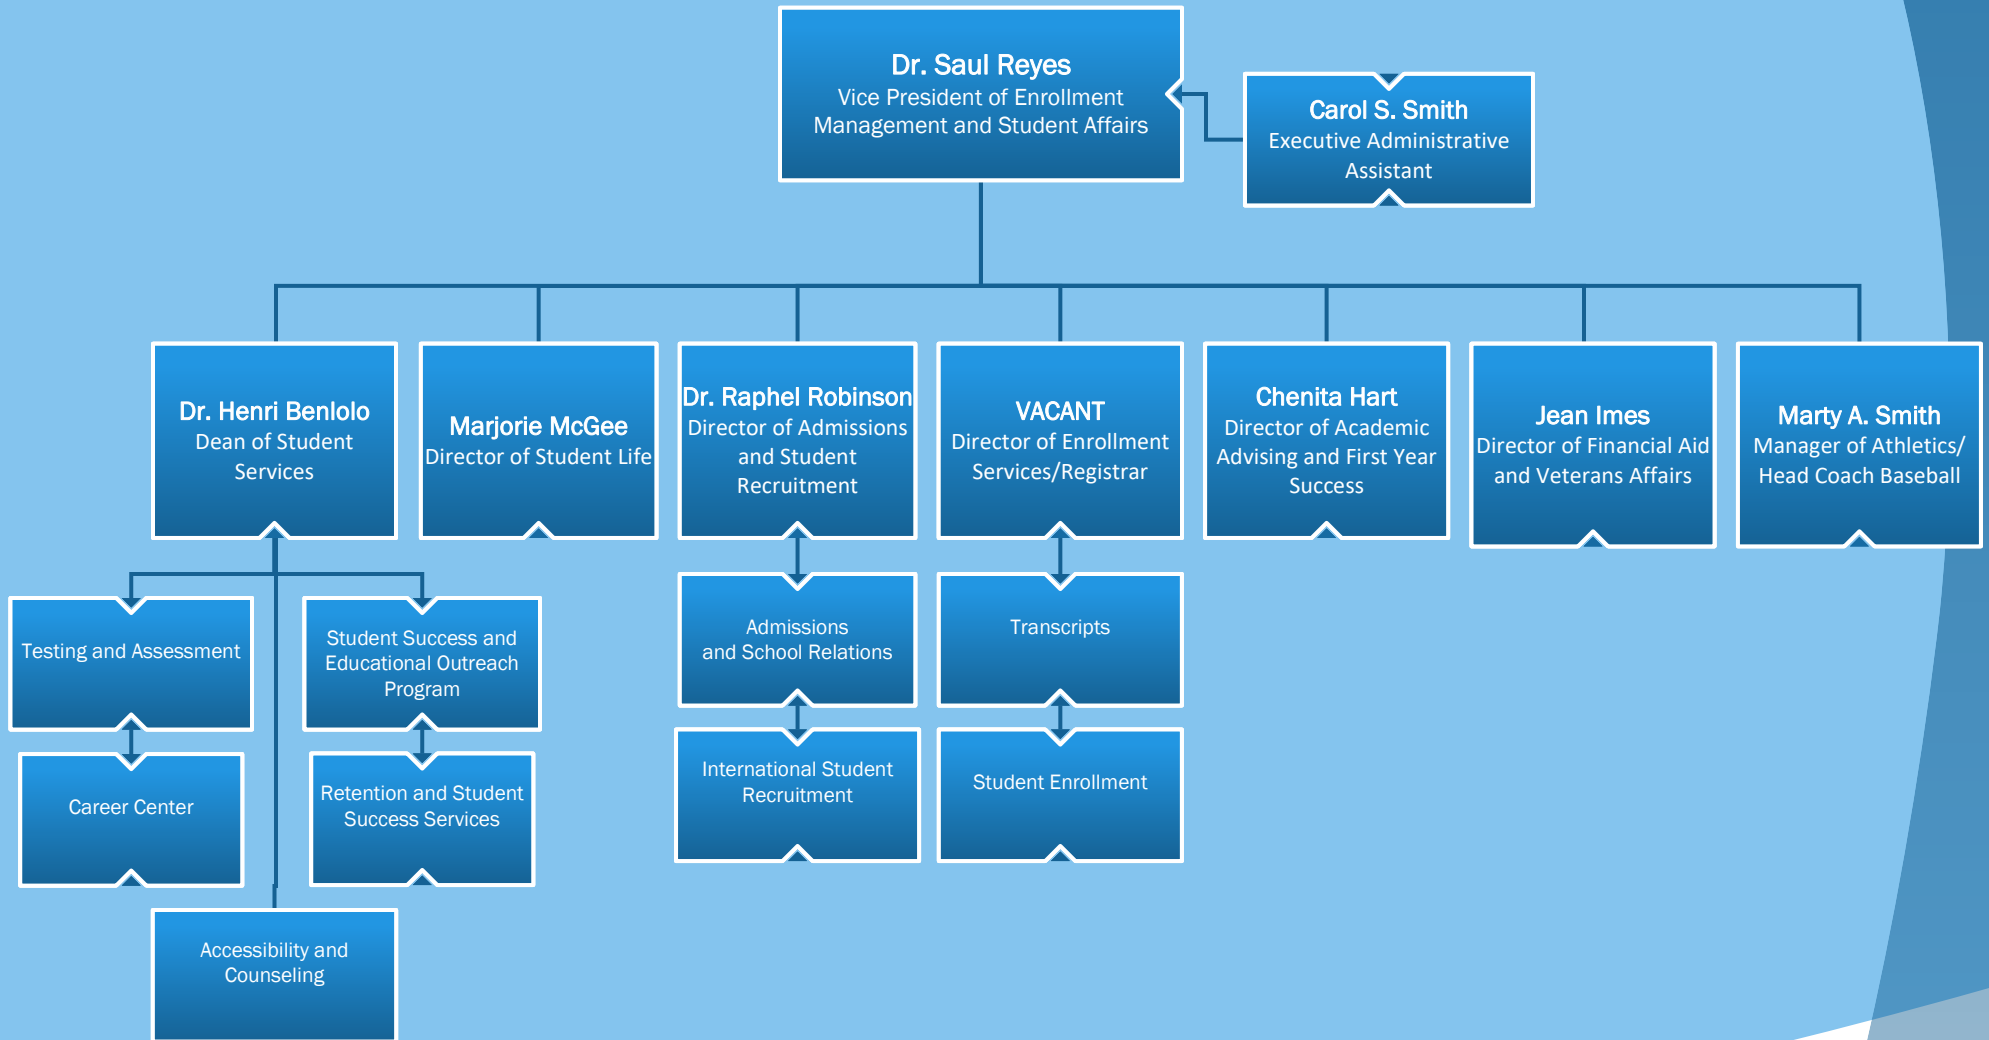 Dr. Saul Reyes
Vice President of Enrollment
Management and Student Affairs
Carol S. Smith
Executive Administrative
Assistant
Dr. Henri Benlolo
Dean of Student
Services
Marjorie McGee
Director of Student Life
Dr. Raphel Robinson
Director of Admissions
and Student
Recruitment
VACANT
Director of Enrollment
Services/Registrar
Chenita Hart
Director of Academic
Advising and First Year
Success
Jean Imes
Director of Financial Aid
and Veterans Affairs
Marty A. Smith
Manager of Athletics/
Head Coach Baseball
Testing and Assessment
Student Success and
Educational Outreach
Program
Admissions
and School Relations
Transcripts
Career Center
Retention and Student
Success Services
International Student
Recruitment
Student Enrollment
Accessibility and
Counseling